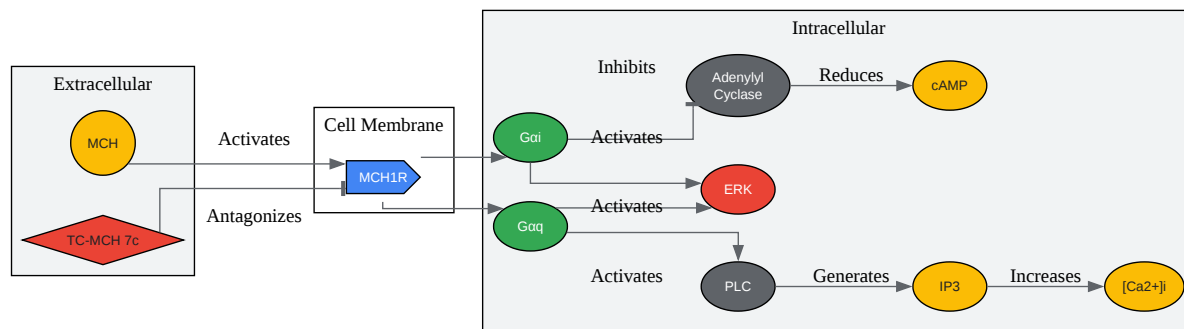 Intracellular
Extracellular
Inhibits
Adenylyl
Cyclase
Reduces
cAMP
Cell Membrane
MCH
Activates
Gαi
Activates
MCH1R
ERK
Antagonizes
Activates
Gαq
TC-MCH 7c
Activates
PLC
Generates
IP3
Increases
[Ca2+]i